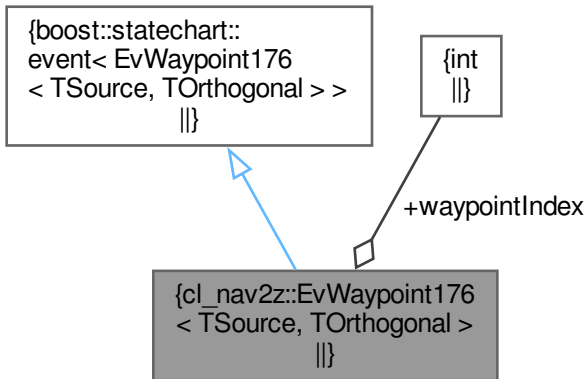 {boost::statechart::
event< EvWaypoint176
< TSource, TOrthogonal > >
||}
{int
||}
+waypointIndex
{cl_nav2z::EvWaypoint176
< TSource, TOrthogonal >
||}